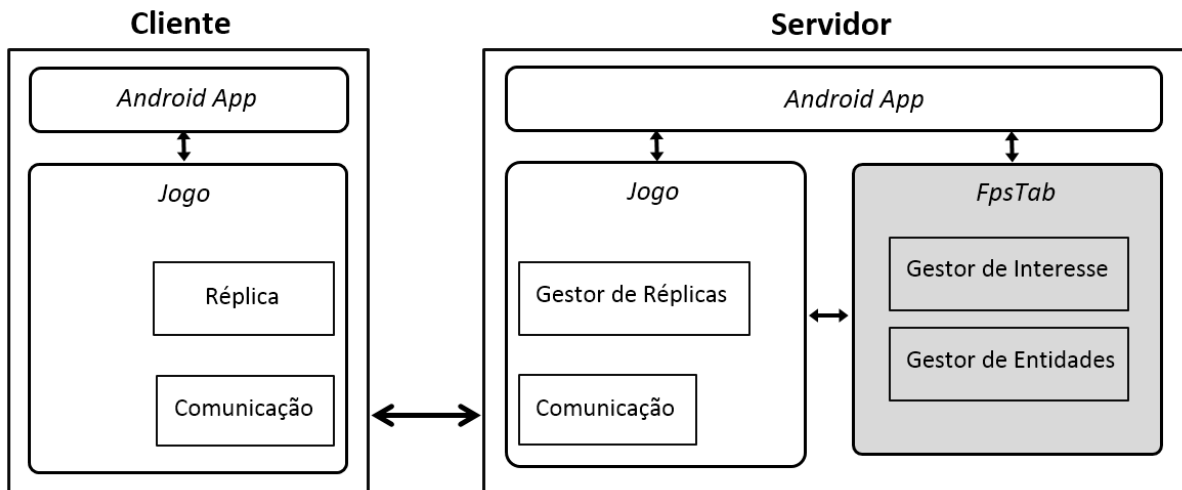 Cliente
Android App
Jogo
Réplica
Comunicação
Servidor
Android App
Jogo
Gestor de Réplicas
Comunicação
FpsTab
Gestor de Interesse
Gestor de Entidades